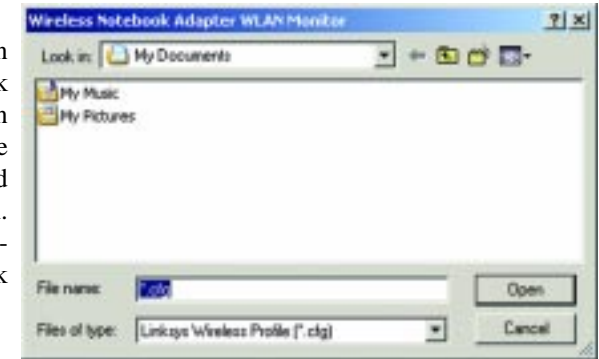 Wireless Notebook Adapter WLAN Monitor
Look in: My Documents
My Music
My Pictures
File name: *.cfg Open
Files of type: Linksys Wireless Profile (*.cfg) Cancel